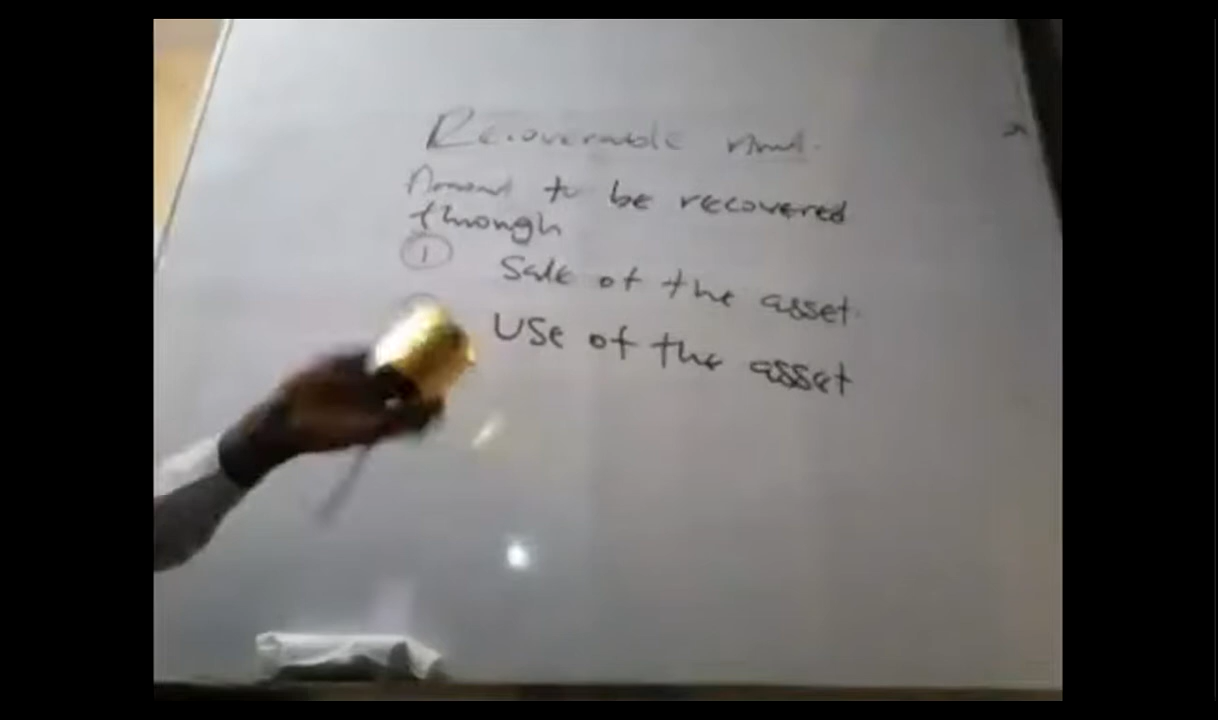 Recoverable Amt.
Amount to be recovered
through
① Sale of the asset.
Use of the asset